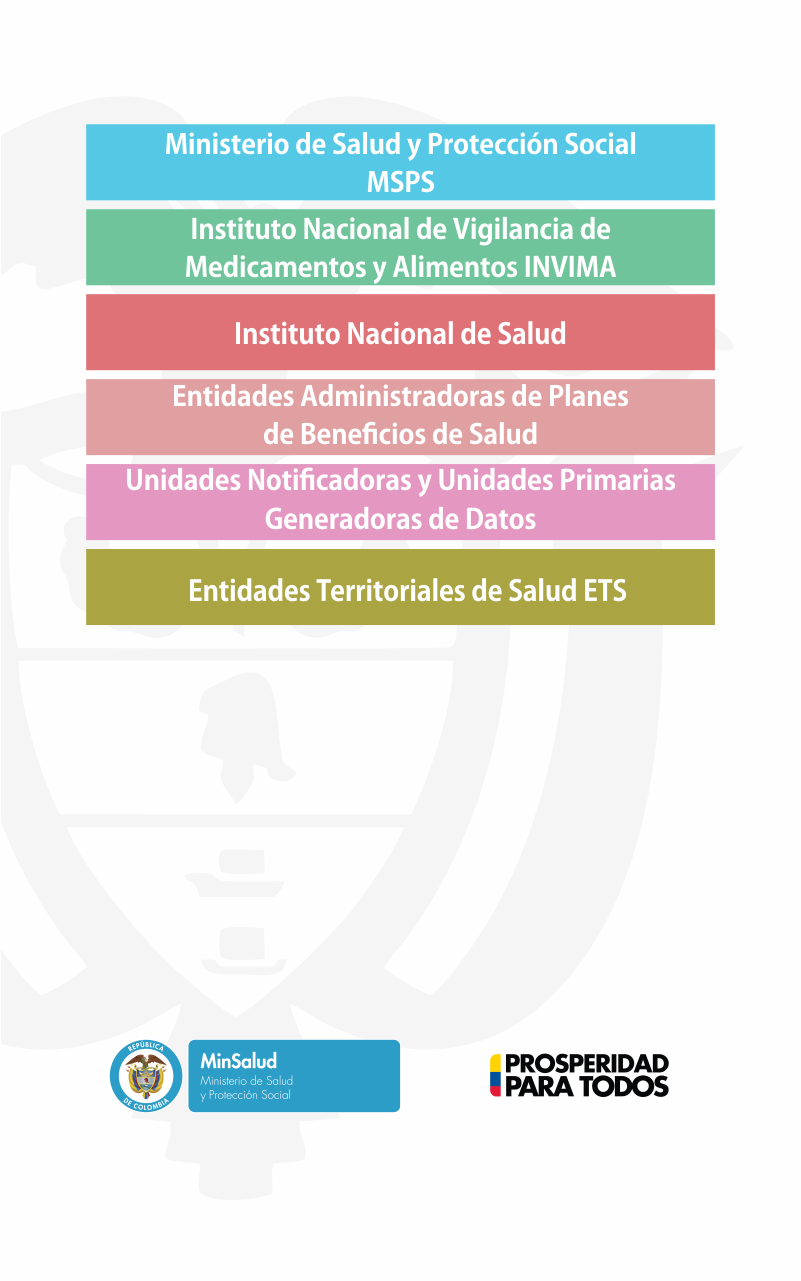 Ministerio de Salud y Protección Social
MSPS
Instituto Nacional de Vigilancia de
Medicamentos y Alimentos INVIMA
Instituto Nacional de Salud
Entidades Administradoras de Planes
de Beneficios de Salud
Unidades Notificadoras y Unidades Primarias
Generadoras de Datos
Entidades Territoriales de Salud ETS
REPÚBLICA
DE COLOMBIA
MinSalud
Ministerio de Salud
y Protección Social
PROSPERIDAD
PARA TODOS